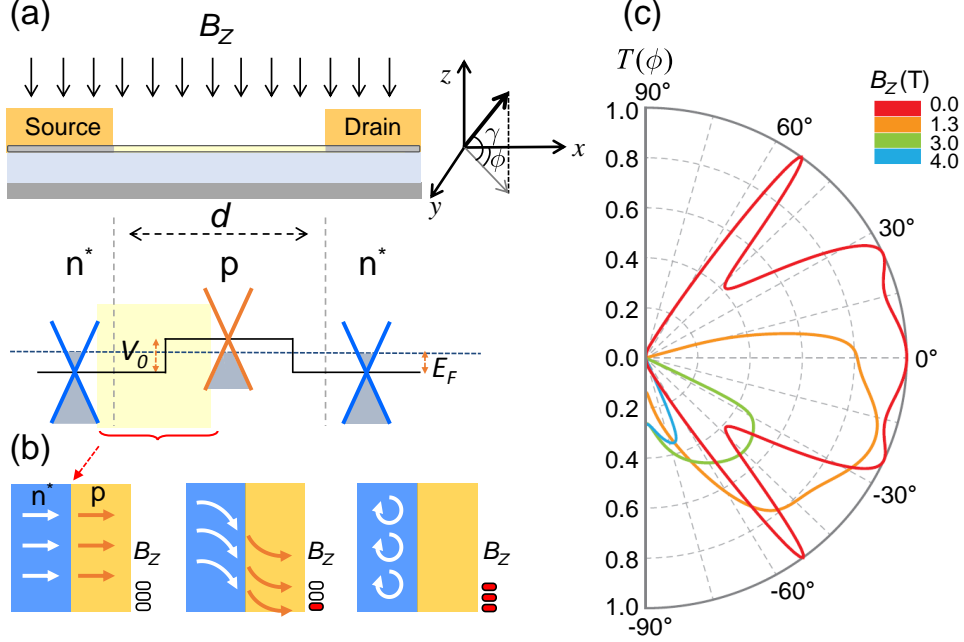 (a)
B_Z
Source
Drain
z
γ
ϕ
x
y
d
n*
p
n*
V_0
E_F
(b)
n*
p
B_Z
B_Z
B_Z
(c)
T(ϕ)
B_Z(T)
0.0
1.3
3.0
4.0
90°
60°
30°
0°
-30°
-60°
-90°
1.0
0.8
0.6
0.4
0.2
0.0
0.2
0.4
0.6
0.8
1.0